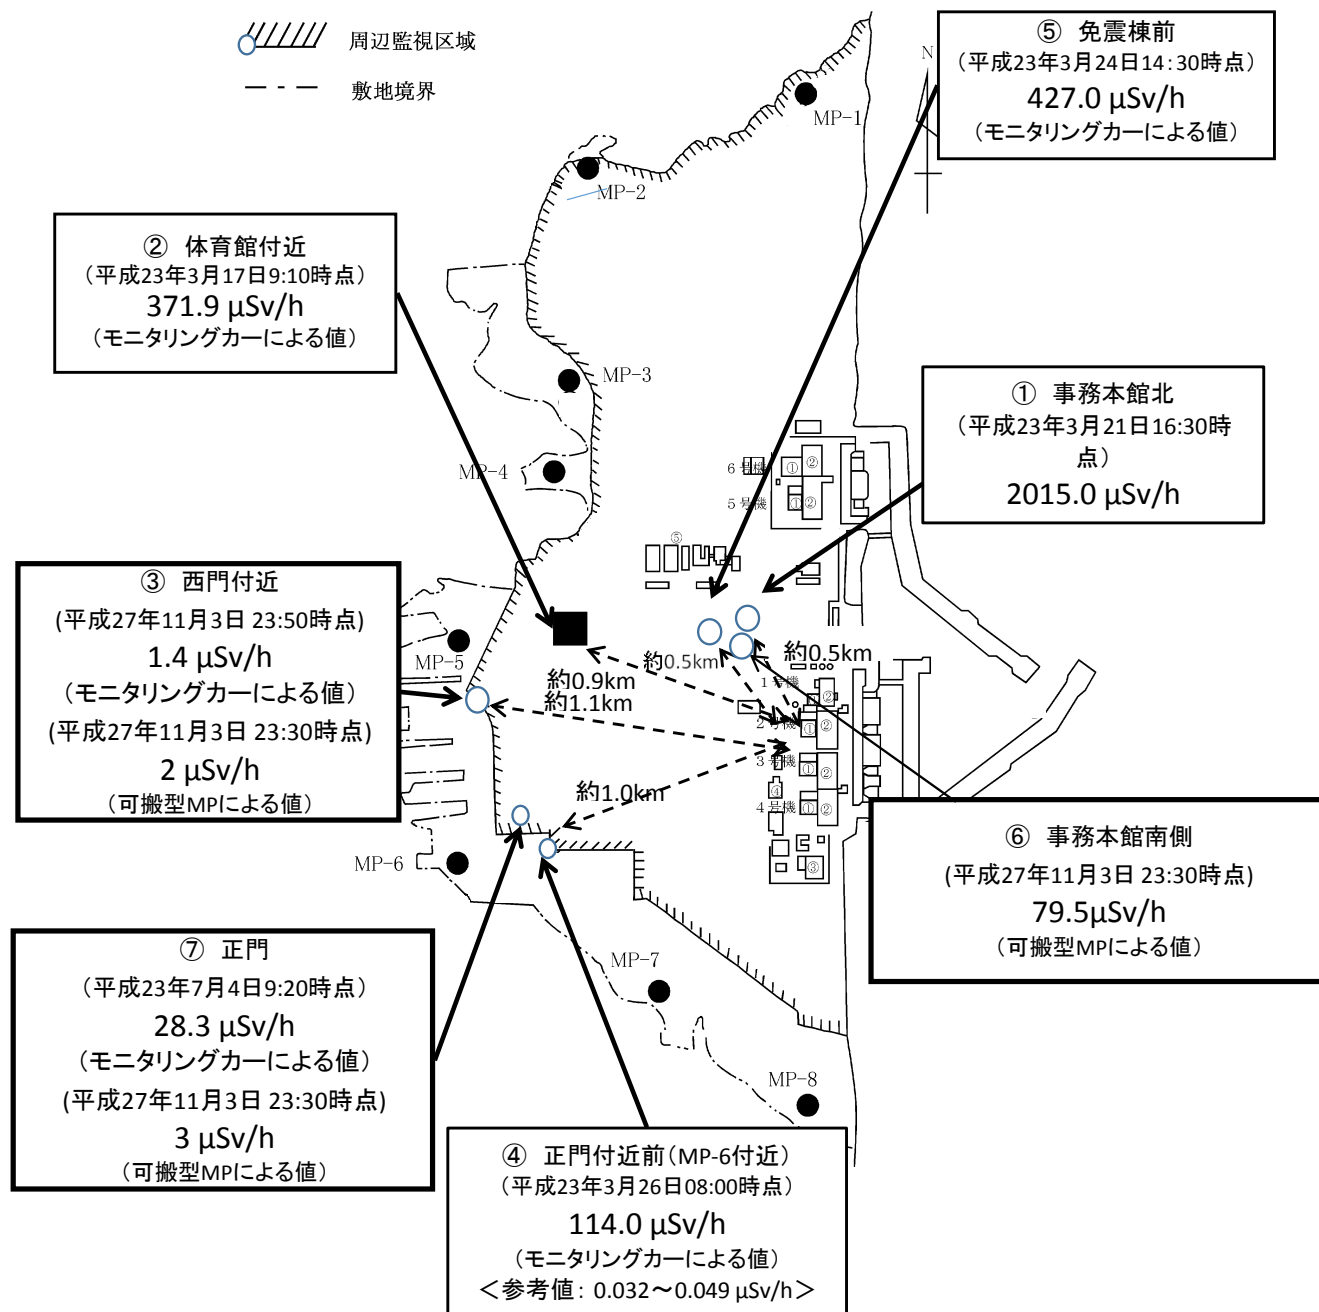 周辺監視区域
敷地境界
⑤ 免震棟前
(平成23年3月24日14:30時点)
427.0 μSv/h
(モニタリングカーによる値)
N
MP-1
MP-2
② 体育館付近
(平成23年3月17日9:10時点)
371.9 μSv/h
(モニタリングカーによる値)
MP-3
① 事務本館北
(平成23年3月21日16:30時
点)
2015.0 μSv/h
MP-4
6号機
① ②
5号機
① ②
⑤
③ 西門付近
(平成27年11月3日 23:50時点)
1.4 μSv/h
(モニタリングカーによる値)
(平成27年11月3日 23:30時点)
2 μSv/h
(可搬型MPによる値)
MP-5
約0.5km
約0.5km
約0.9km
約1.1km
1号機
②
2号機
① ②
3号機
① ②
④
4号機
① ②
③
約1.0km
MP-6
⑥ 事務本館南側
(平成27年11月3日 23:30時点)
79.5μSv/h
(可搬型MPによる値)
⑦ 正門
(平成23年7月4日9:20時点)
28.3 μSv/h
(モニタリングカーによる値)
(平成27年11月3日 23:30時点)
3 μSv/h
(可搬型MPによる値)
MP-7
MP-8
④ 正門付近前(MP-6付近)
(平成23年3月26日08:00時点)
114.0 μSv/h
(モニタリングカーによる値)
<参考値: 0.032~0.049 μSv/h>